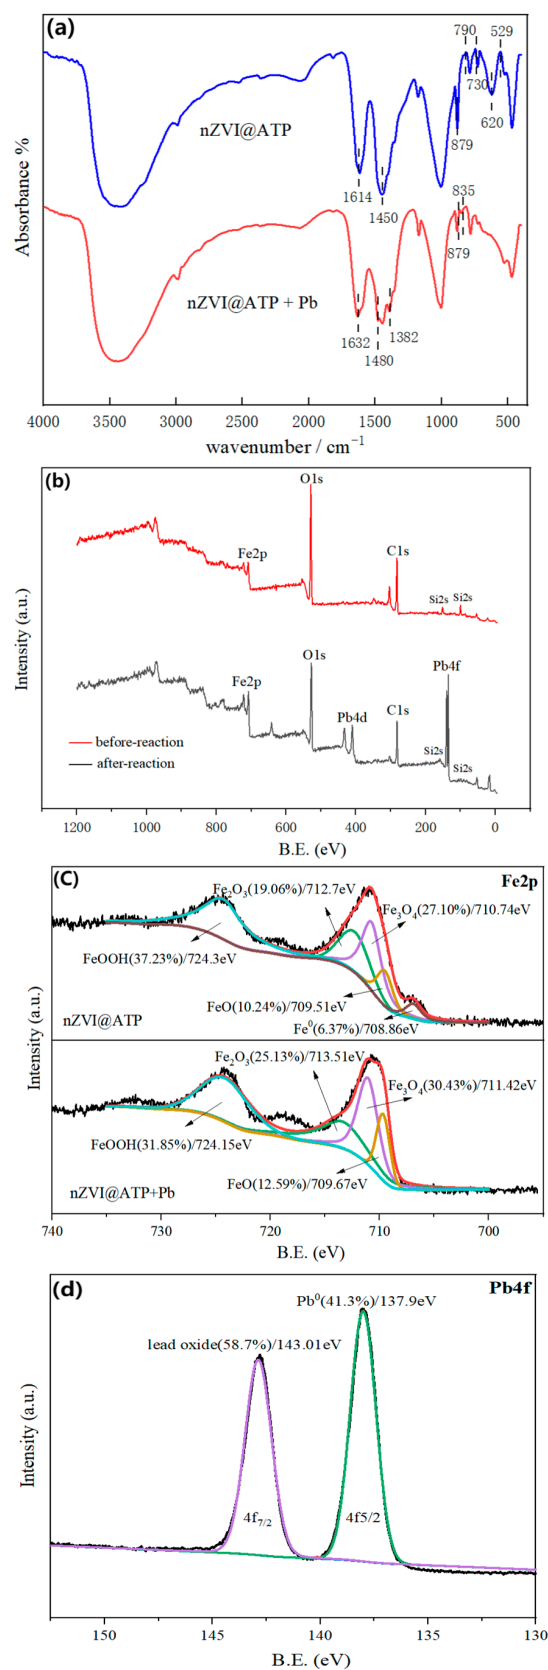 (a)
790
529
730
620
879
nZVI@ATP
1614
1450
835
879
nZVI@ATP + Pb
1632
1382
1480
Absorbance %
4000 3500 3000 2500 2000 1500 1000 500
wavenumber / cm⁻¹
(b)
O1s
Fe2p
C1s
Si2s
Si2s
O1s
Pb4f
Fe2p
Pb4d
C1s
before-reaction
after-reaction
Si2s
Si2s
Intensity (a.u.)
1200 1000 800 600 400 200 0
B.E. (eV)
(C)
Fe2p
Fe₂O₃(19.06%)/712.7eV
Fe₃O₄(27.10%)/710.74eV
FeOOH(37.23%)/724.3eV
FeO(10.24%)/709.51eV
nZVI@ATP
Fe⁰(6.37%)/708.86eV
Fe₂O₃(25.13%)/713.51eV
Fe₃O₄(30.43%)/711.42eV
FeOOH(31.85%)/724.15eV
FeO(12.59%)/709.67eV
nZVI@ATP+Pb
Intensity (a.u.)
740 730 720 710 700
B.E. (eV)
(d)
Pb4f
Pb⁰(41.3%)/137.9eV
lead oxide(58.7%)/143.01eV
4f₇/₂
4f5/2
Intensity (a.u.)
150 145 140 135 130
B.E. (eV)